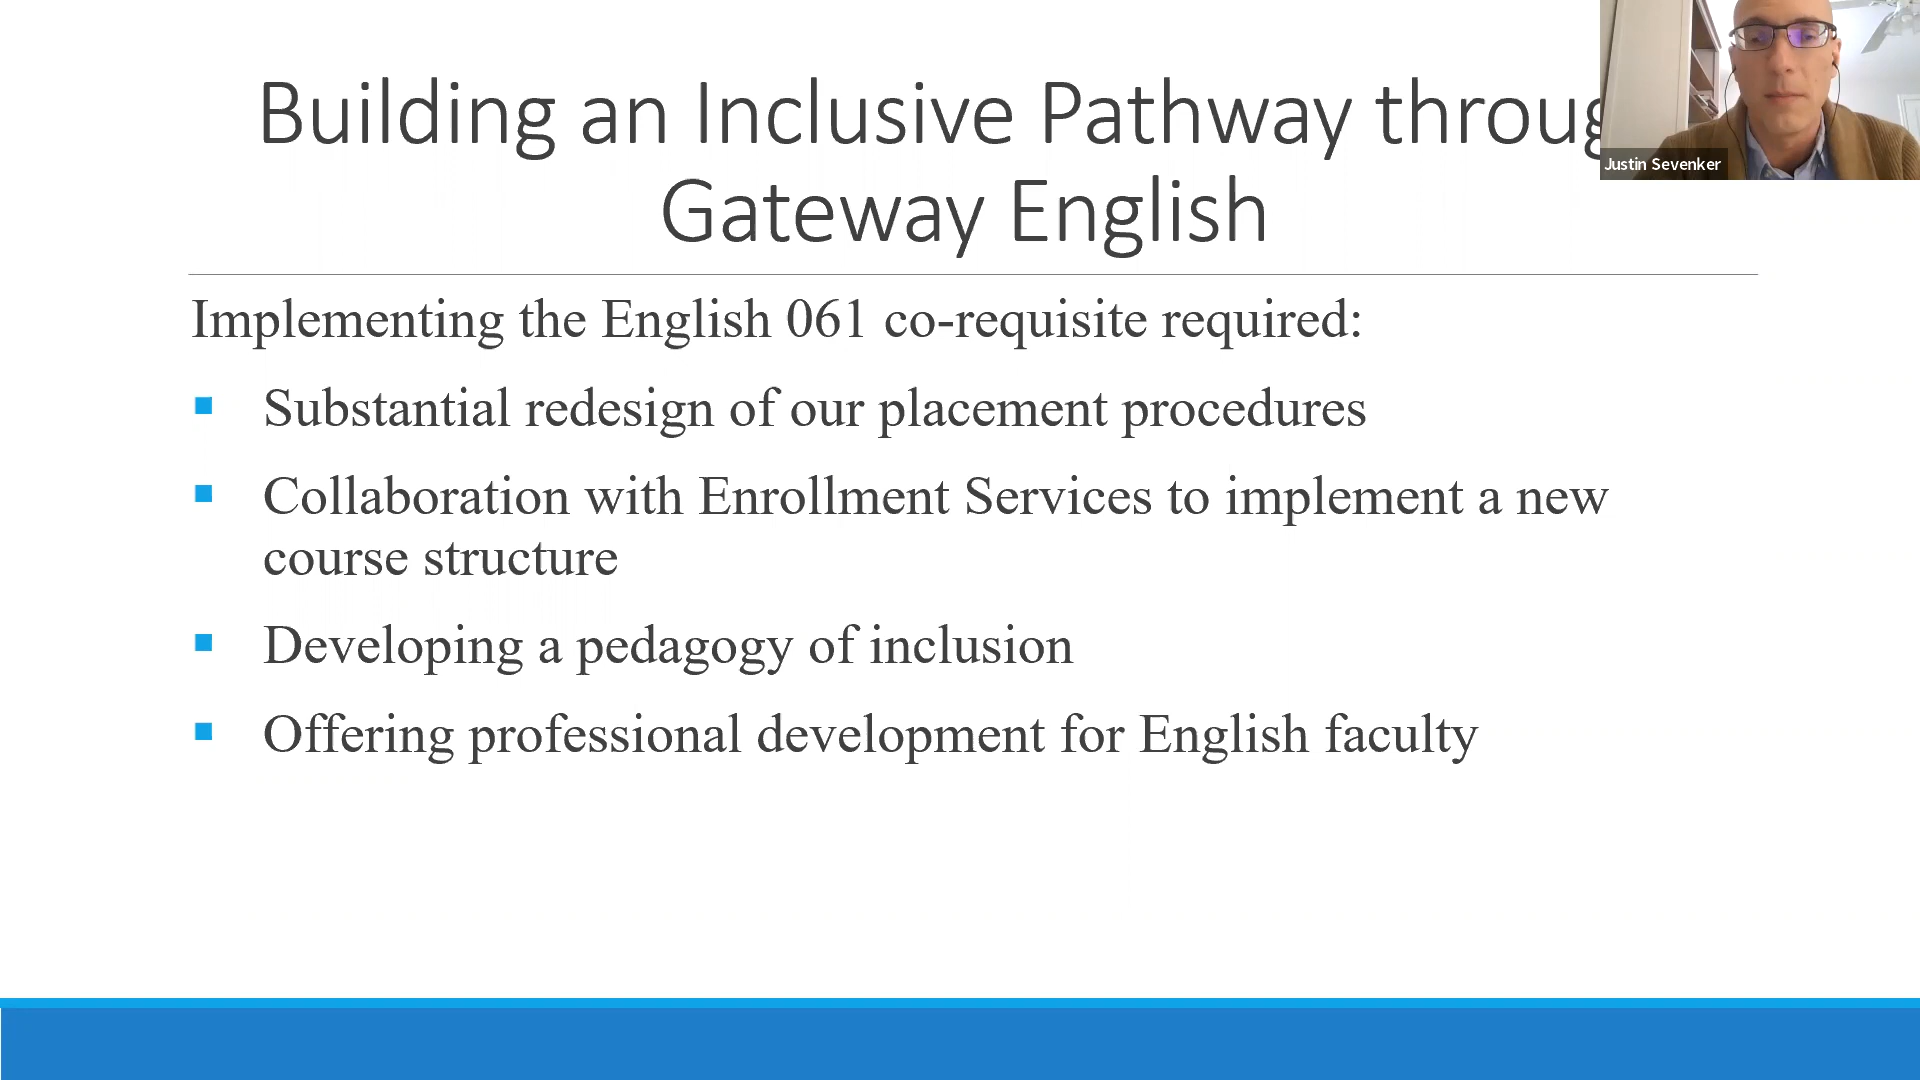 Building an Inclusive Pathway throug
Gateway English
Justin Sevenker
Implementing the English 061 co-requisite required:
Substantial redesign of our placement procedures
Collaboration with Enrollment Services to implement a new
course structure
Developing a pedagogy of inclusion
Offering professional development for English faculty